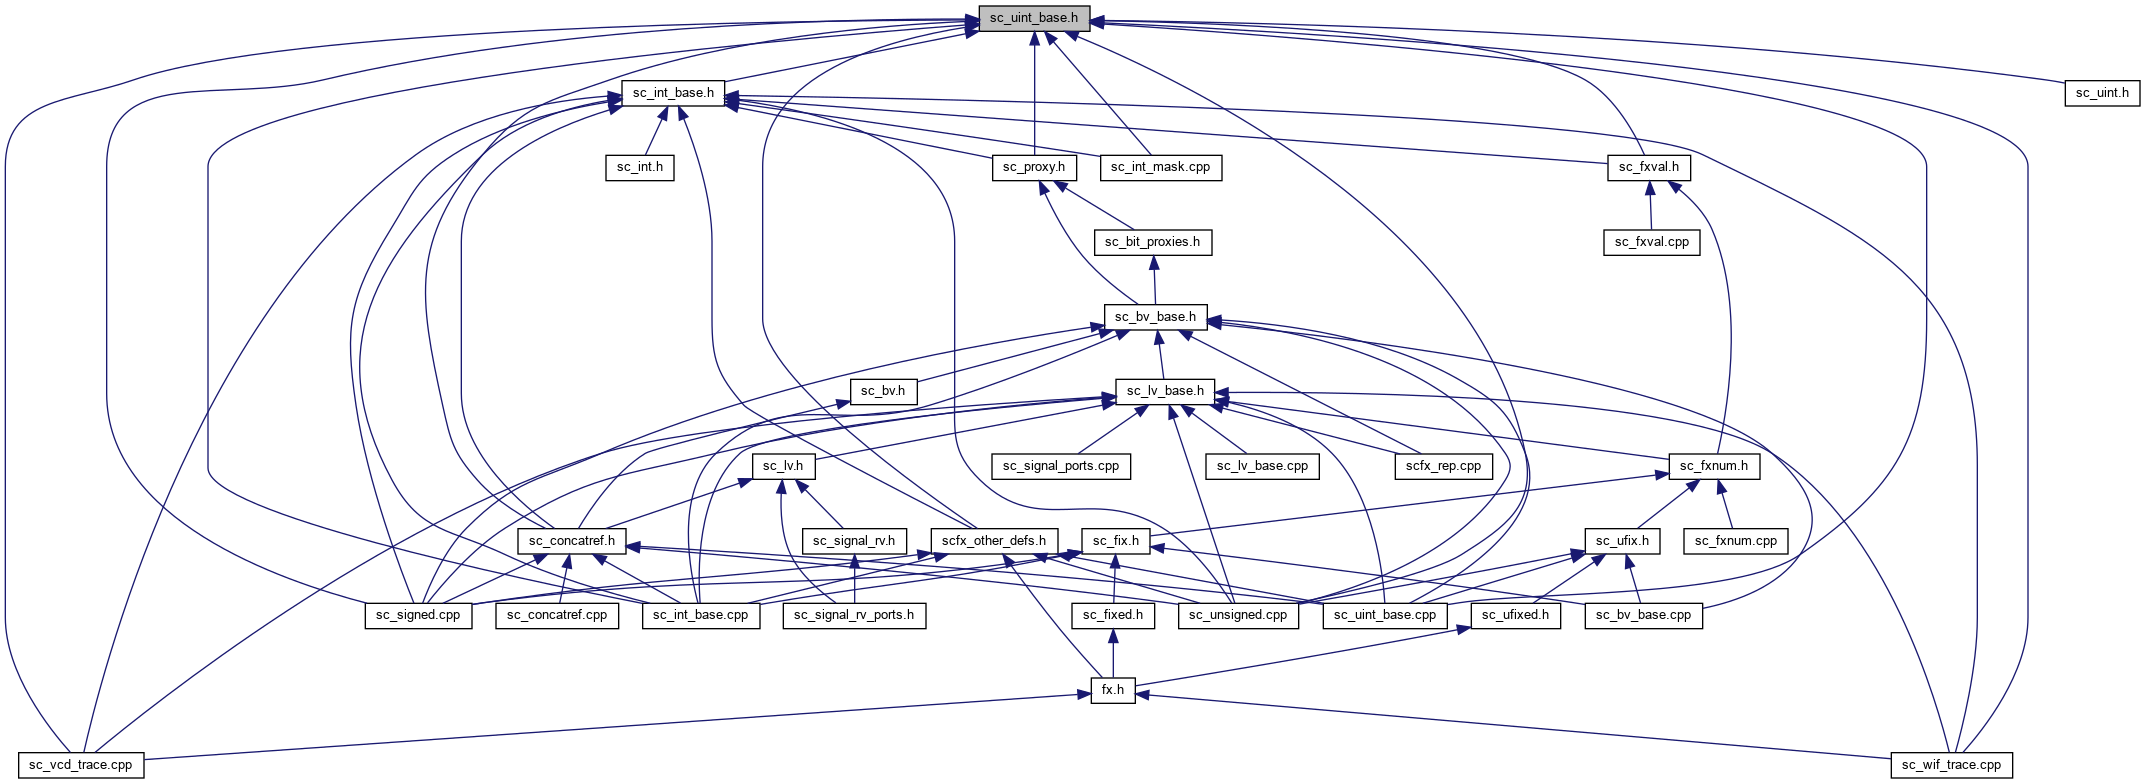 sc_uint_base.h
sc_int_base.h
sc_uint.h
sc_int.h
sc_proxy.h
sc_int_mask.cpp
sc_fxval.h
sc_bit_proxies.h
sc_fxval.cpp
sc_bv_base.h
sc_bv.h
sc_lv_base.h
sc_lv.h
sc_signal_ports.cpp
sc_lv_base.cpp
scfx_rep.cpp
sc_fxnum.h
sc_concatref.h
sc_signal_rv.h
scfx_other_defs.h
sc_fix.h
sc_ufix.h
sc_fxnum.cpp
sc_signed.cpp
sc_concatref.cpp
sc_int_base.cpp
sc_signal_rv_ports.h
sc_fixed.h
sc_unsigned.cpp
sc_uint_base.cpp
sc_ufixed.h
sc_bv_base.cpp
fx.h
sc_vcd_trace.cpp
sc_wif_trace.cpp